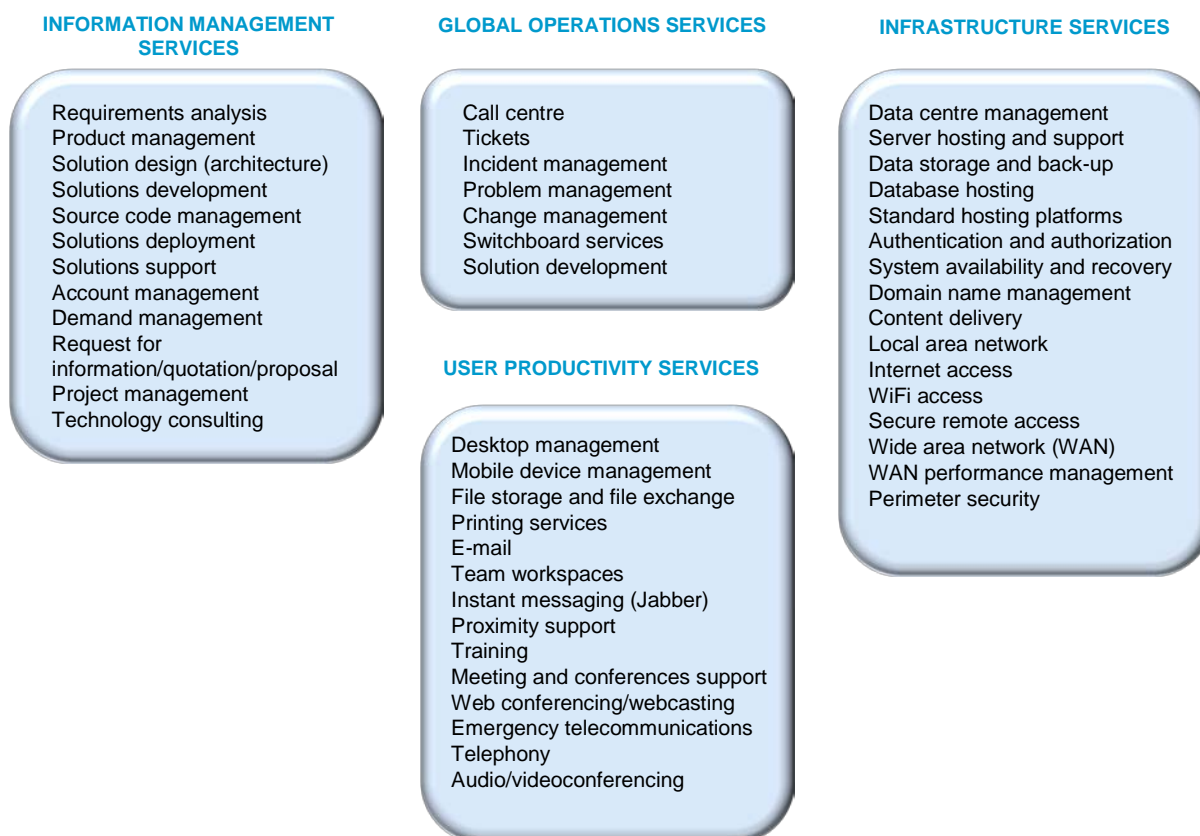 INFORMATION MANAGEMENT
SERVICES
Requirements analysis
Product management
Solution design (architecture)
Solutions development
Source code management
Solutions deployment
Solutions support
Account management
Demand management
Request for
information/quotation/proposal
Project management
Technology consulting
GLOBAL OPERATIONS SERVICES
Call centre
Tickets
Incident management
Problem management
Change management
Switchboard services
Solution development
USER PRODUCTIVITY SERVICES
Desktop management
Mobile device management
File storage and file exchange
Printing services
E-mail
Team workspaces
Instant messaging (Jabber)
Proximity support
Training
Meeting and conferences support
Web conferencing/webcasting
Emergency telecommunications
Telephony
Audio/videoconferencing
INFRASTRUCTURE SERVICES
Data centre management
Server hosting and support
Data storage and back-up
Database hosting
Standard hosting platforms
Authentication and authorization
System availability and recovery
Domain name management
Content delivery
Local area network
Internet access
WiFi access
Secure remote access
Wide area network (WAN)
WAN performance management
Perimeter security